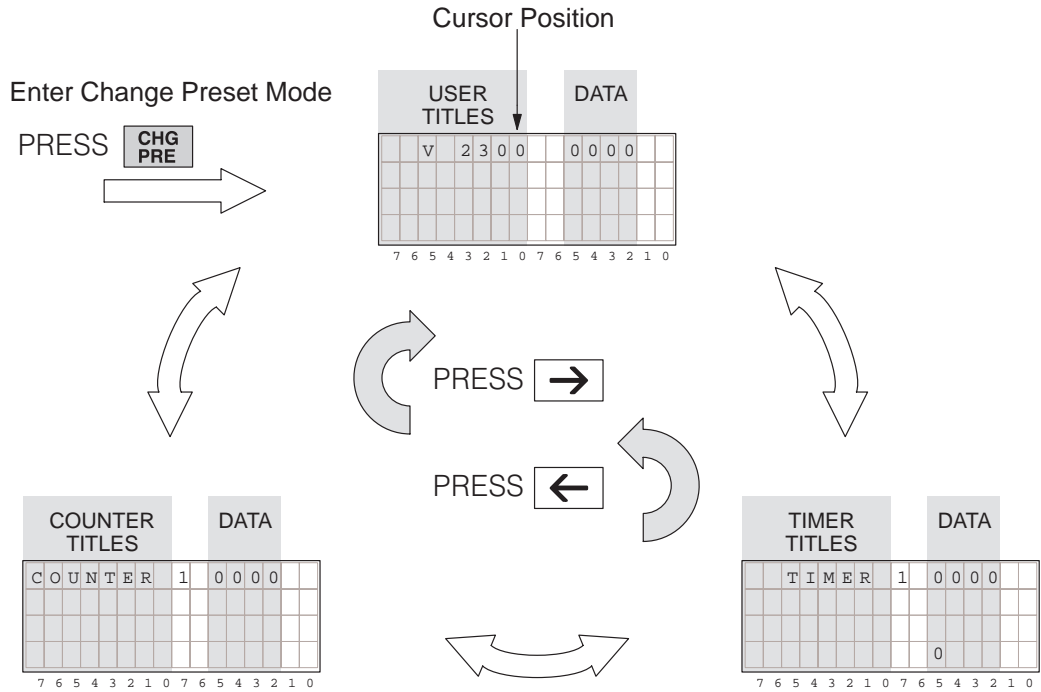 Cursor Position
Enter Change Preset Mode
PRESS CHG PRE
USER TITLES
DATA
V 2300 0000
7 6 5 4 3 2 1 0 7 6 5 4 3 2 1 0
PRESS →
PRESS ←
COUNTER TITLES
DATA
COUNTER 1 0000
7 6 5 4 3 2 1 0 7 6 5 4 3 2 1 0
TIMER TITLES
DATA
TIMER 1 0000
0
7 6 5 4 3 2 1 0 7 6 5 4 3 2 1 0